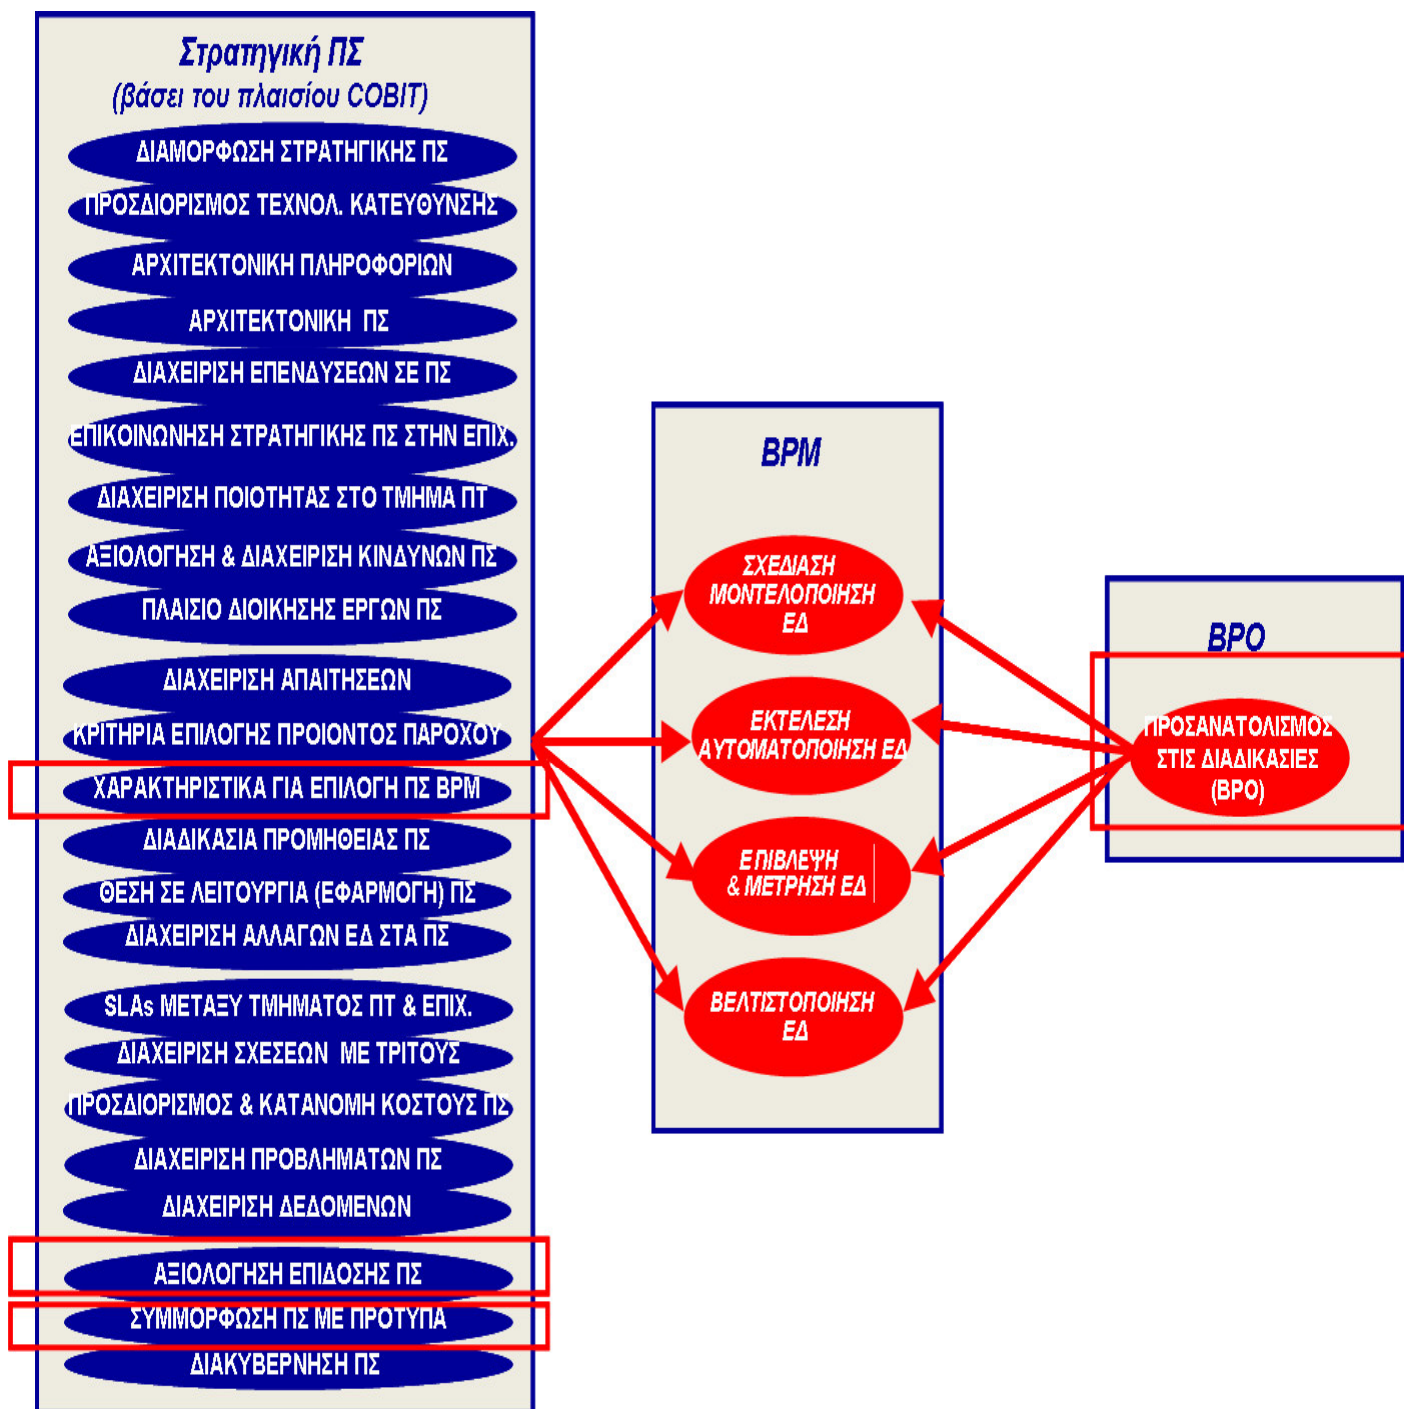 Στρατηγική ΠΣ
(βάσει του πλαισίου COBIT)
ΔΙΑΜΟΡΦΩΣΗ ΣΤΡΑΤΗΓΙΚΗΣ ΠΣ
ΠΡΟΣΔΙΟΡΙΣΜΟΣ ΤΕΧΝΟΛ. ΚΑΤΕΥΘΥΝΣΗΣ
ΑΡΧΙΤΕΚΤΟΝΙΚΗ ΠΛΗΡΟΦΟΡΙΩΝ
ΑΡΧΙΤΕΚΤΟΝΙΚΗ ΠΣ
ΔΙΑΧΕΙΡΙΣΗ ΕΠΕΝΔΥΣΕΩΝ ΣΕ ΠΣ
ΕΠΙΚΟΙΝΩΝΗΣΗ ΣΤΡΑΤΗΓΙΚΗΣ ΠΣ ΣΤΗΝ ΕΠΙΧ.
ΔΙΑΧΕΙΡΙΣΗ ΠΟΙΟΤΗΤΑΣ ΣΤΟ ΤΜΗΜΑ ΠΤ
ΑΞΙΟΛΟΓΗΣΗ & ΔΙΑΧΕΙΡΙΣΗ ΚΙΝΔΥΝΩΝ ΠΣ
ΠΛΑΙΣΙΟ ΔΙΟΙΚΗΣΗΣ ΕΡΓΩΝ ΠΣ
ΔΙΑΧΕΙΡΙΣΗ ΑΠΑΙΤΗΣΕΩΝ
ΚΡΙΤΗΡΙΑ ΕΠΙΛΟΓΗΣ ΠΡΟΙΟΝΤΟΣ ΠΑΡΟΧΟΥ
ΧΑΡΑΚΤΗΡΙΣΤΙΚΑ ΓΙΑ ΕΠΙΛΟΓΗ ΠΣ BPM
ΔΙΑΔΙΚΑΣΙΑ ΠΡΟΜΗΘΕΙΑΣ ΠΣ
ΘΕΣΗ ΣΕ ΛΕΙΤΟΥΡΓΙΑ (ΕΦΑΡΜΟΓΗ) ΠΣ
ΔΙΑΧΕΙΡΙΣΗ ΑΛΛΑΓΩΝ ΕΔ ΣΤΑ ΠΣ
SLAs ΜΕΤΑΞΥ ΤΜΗΜΑΤΟΣ ΠΤ & ΕΠΙΧ.
ΔΙΑΧΕΙΡΙΣΗ ΣΧΕΣΕΩΝ ΜΕ ΤΡΙΤΟΥΣ
ΠΡΟΣΔΙΟΡΙΣΜΟΣ & ΚΑΤΑΝΟΜΗ ΚΟΣΤΟΥΣ ΠΣ
ΔΙΑΧΕΙΡΙΣΗ ΠΡΟΒΛΗΜΑΤΩΝ ΠΣ
ΔΙΑΧΕΙΡΙΣΗ ΔΕΔΟΜΕΝΩΝ
ΑΞΙΟΛΟΓΗΣΗ ΕΠΙΔΟΣΗΣ ΠΣ
ΣΥΜΜΟΡΦΩΣΗ ΠΣ ΜΕ ΠΡΟΤΥΠΑ
ΔΙΑΚΥΒΕΡΝΗΣΗ ΠΣ
BPM
ΣΧΕΔΙΑΣΗ
ΜΟΝΤΕΛΟΠΟΙΗΣΗ
ΕΔ
ΕΚΤΕΛΕΣΗ
ΑΥΤΟΜΑΤΟΠΟΙΗΣΗ ΕΔ
ΕΠΙΒΛΕΨΗ
& ΜΕΤΡΗΣΗ ΕΔ
ΒΕΛΤΙΣΤΟΠΟΙΗΣΗ
ΕΔ
BPO
ΠΡΟΣΑΝΑΤΟΛΙΣΜΟΣ
ΣΤΙΣ ΔΙΑΔΙΚΑΣΙΕΣ
(BPO)